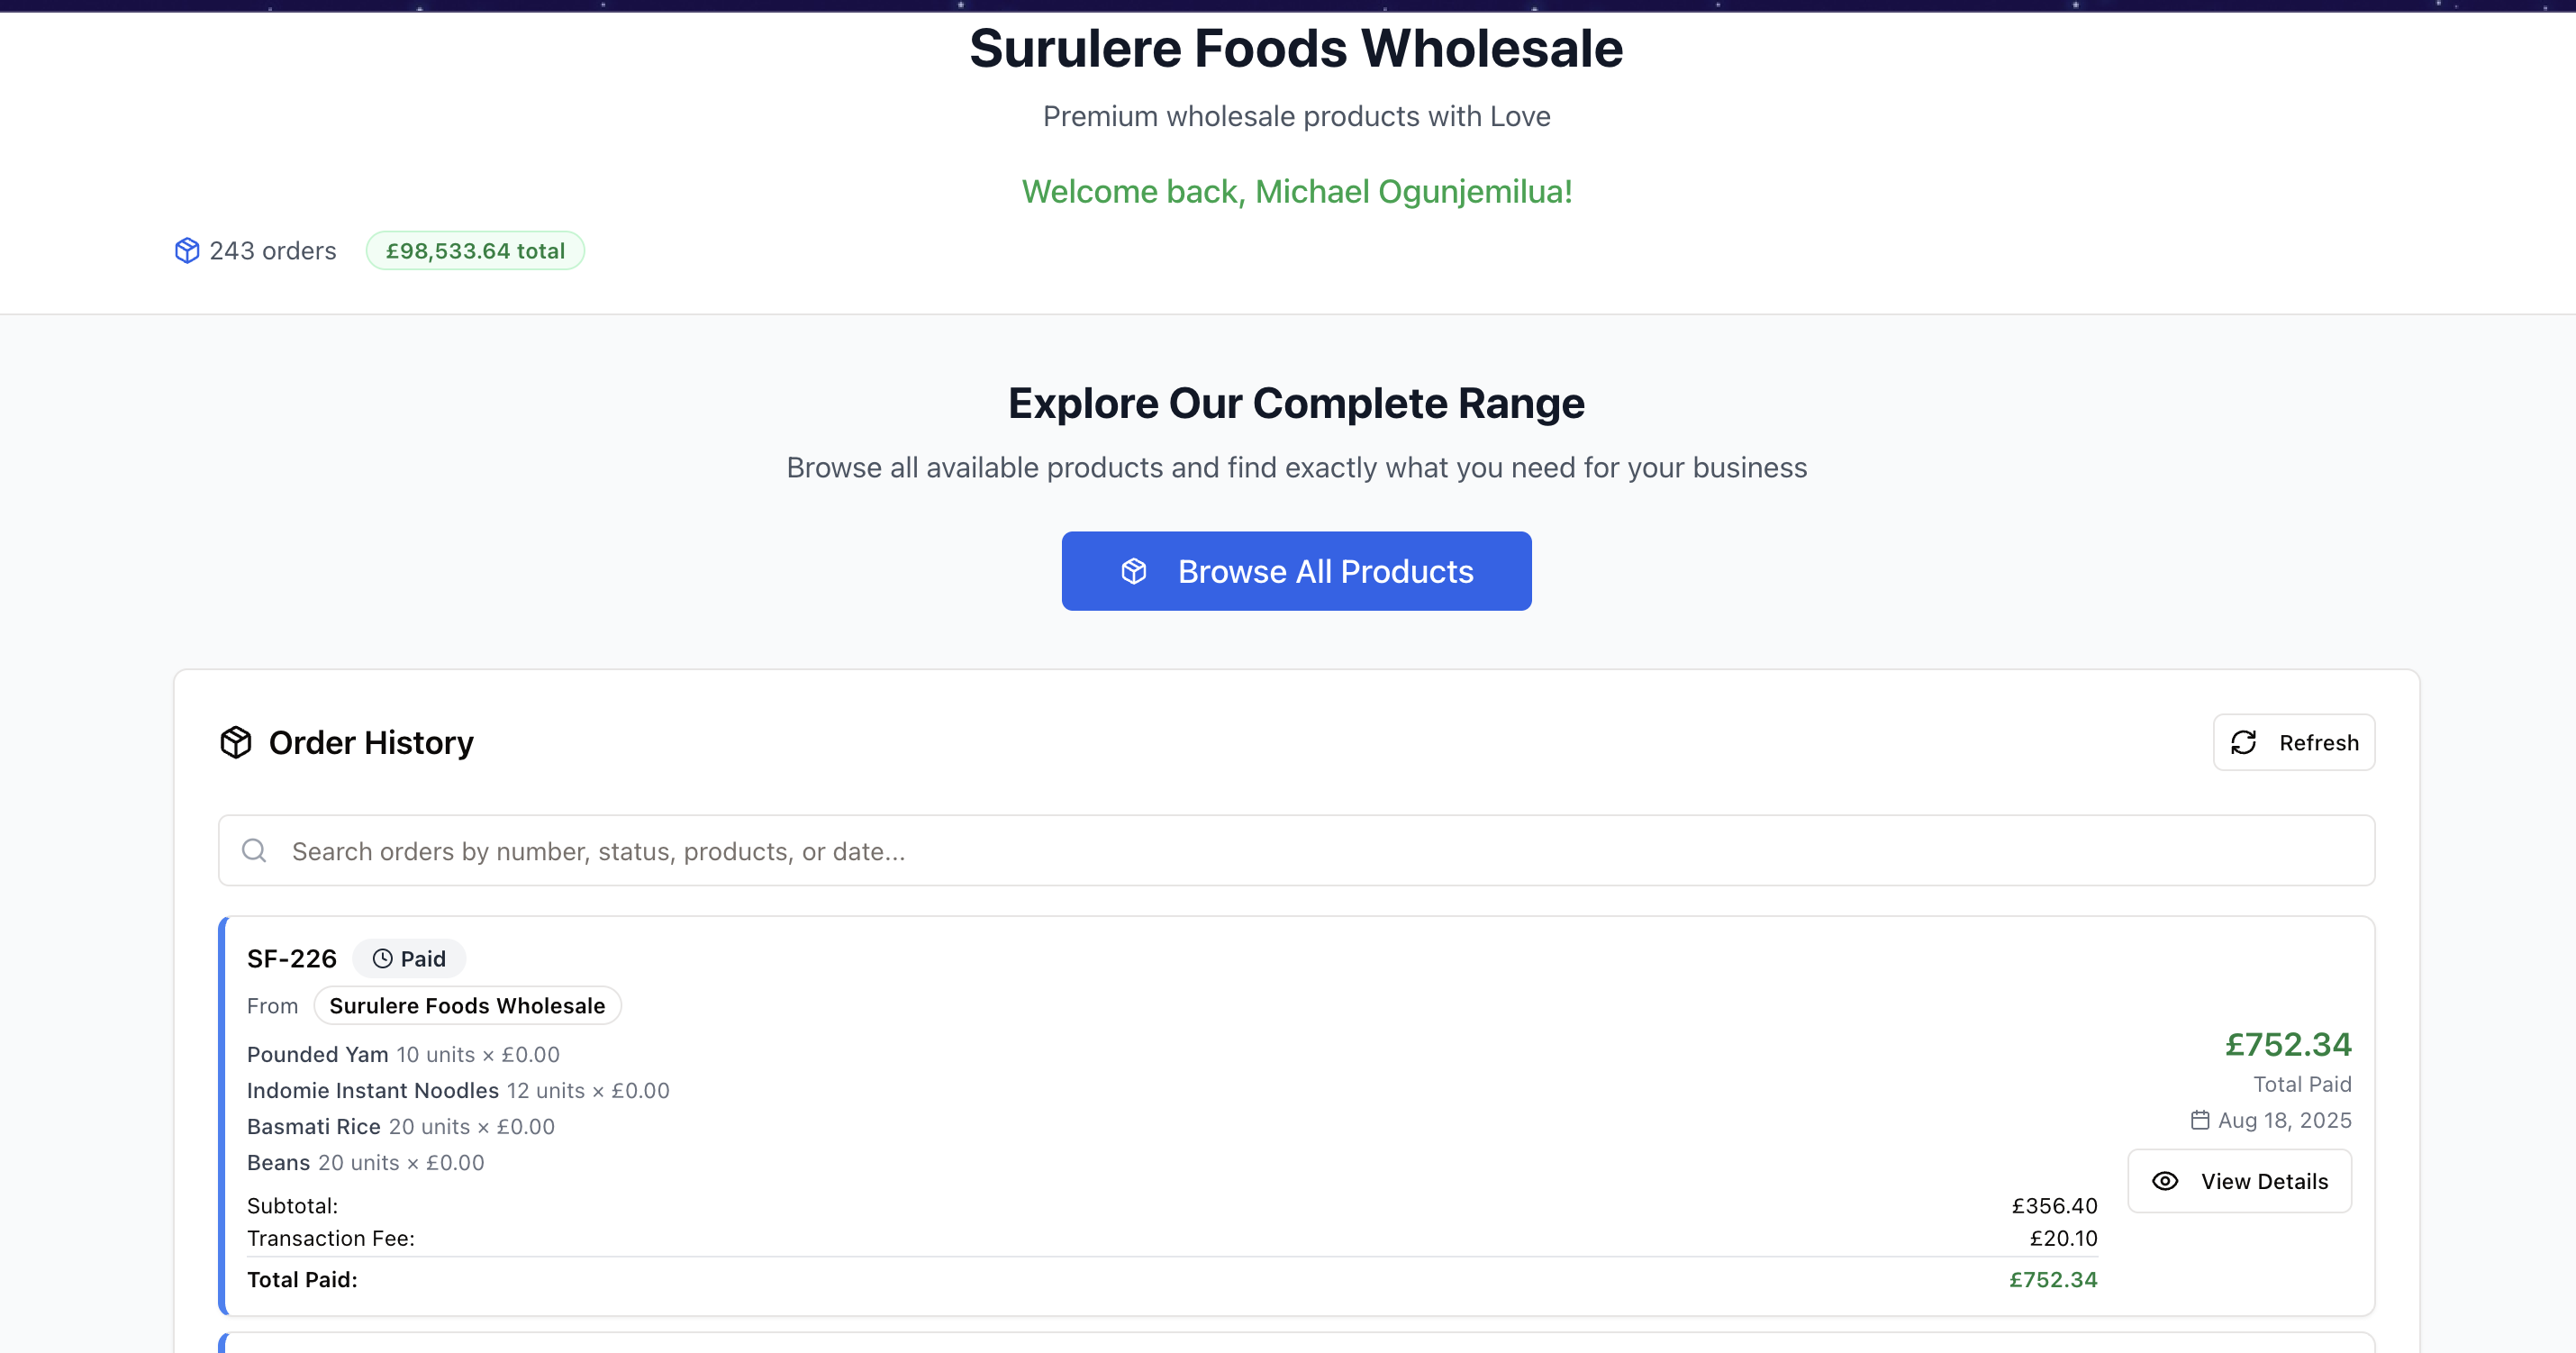 Surulere Foods Wholesale
Premium wholesale products with Love
Welcome back, Michael Ogunjemilua!
243 orders £98,533.64 total
Explore Our Complete Range
Browse all available products and find exactly what you need for your business
Browse All Products
Order History
Refresh
Search orders by number, status, products, or date...
SF-226 Paid
From Surulere Foods Wholesale
Pounded Yam 10 units × £0.00
Indomie Instant Noodles 12 units × £0.00
Basmati Rice 20 units × £0.00
Beans 20 units × £0.00
Subtotal: £356.40
Transaction Fee: £20.10
Total Paid: £752.34
£752.34
Total Paid
Aug 18, 2025
View Details